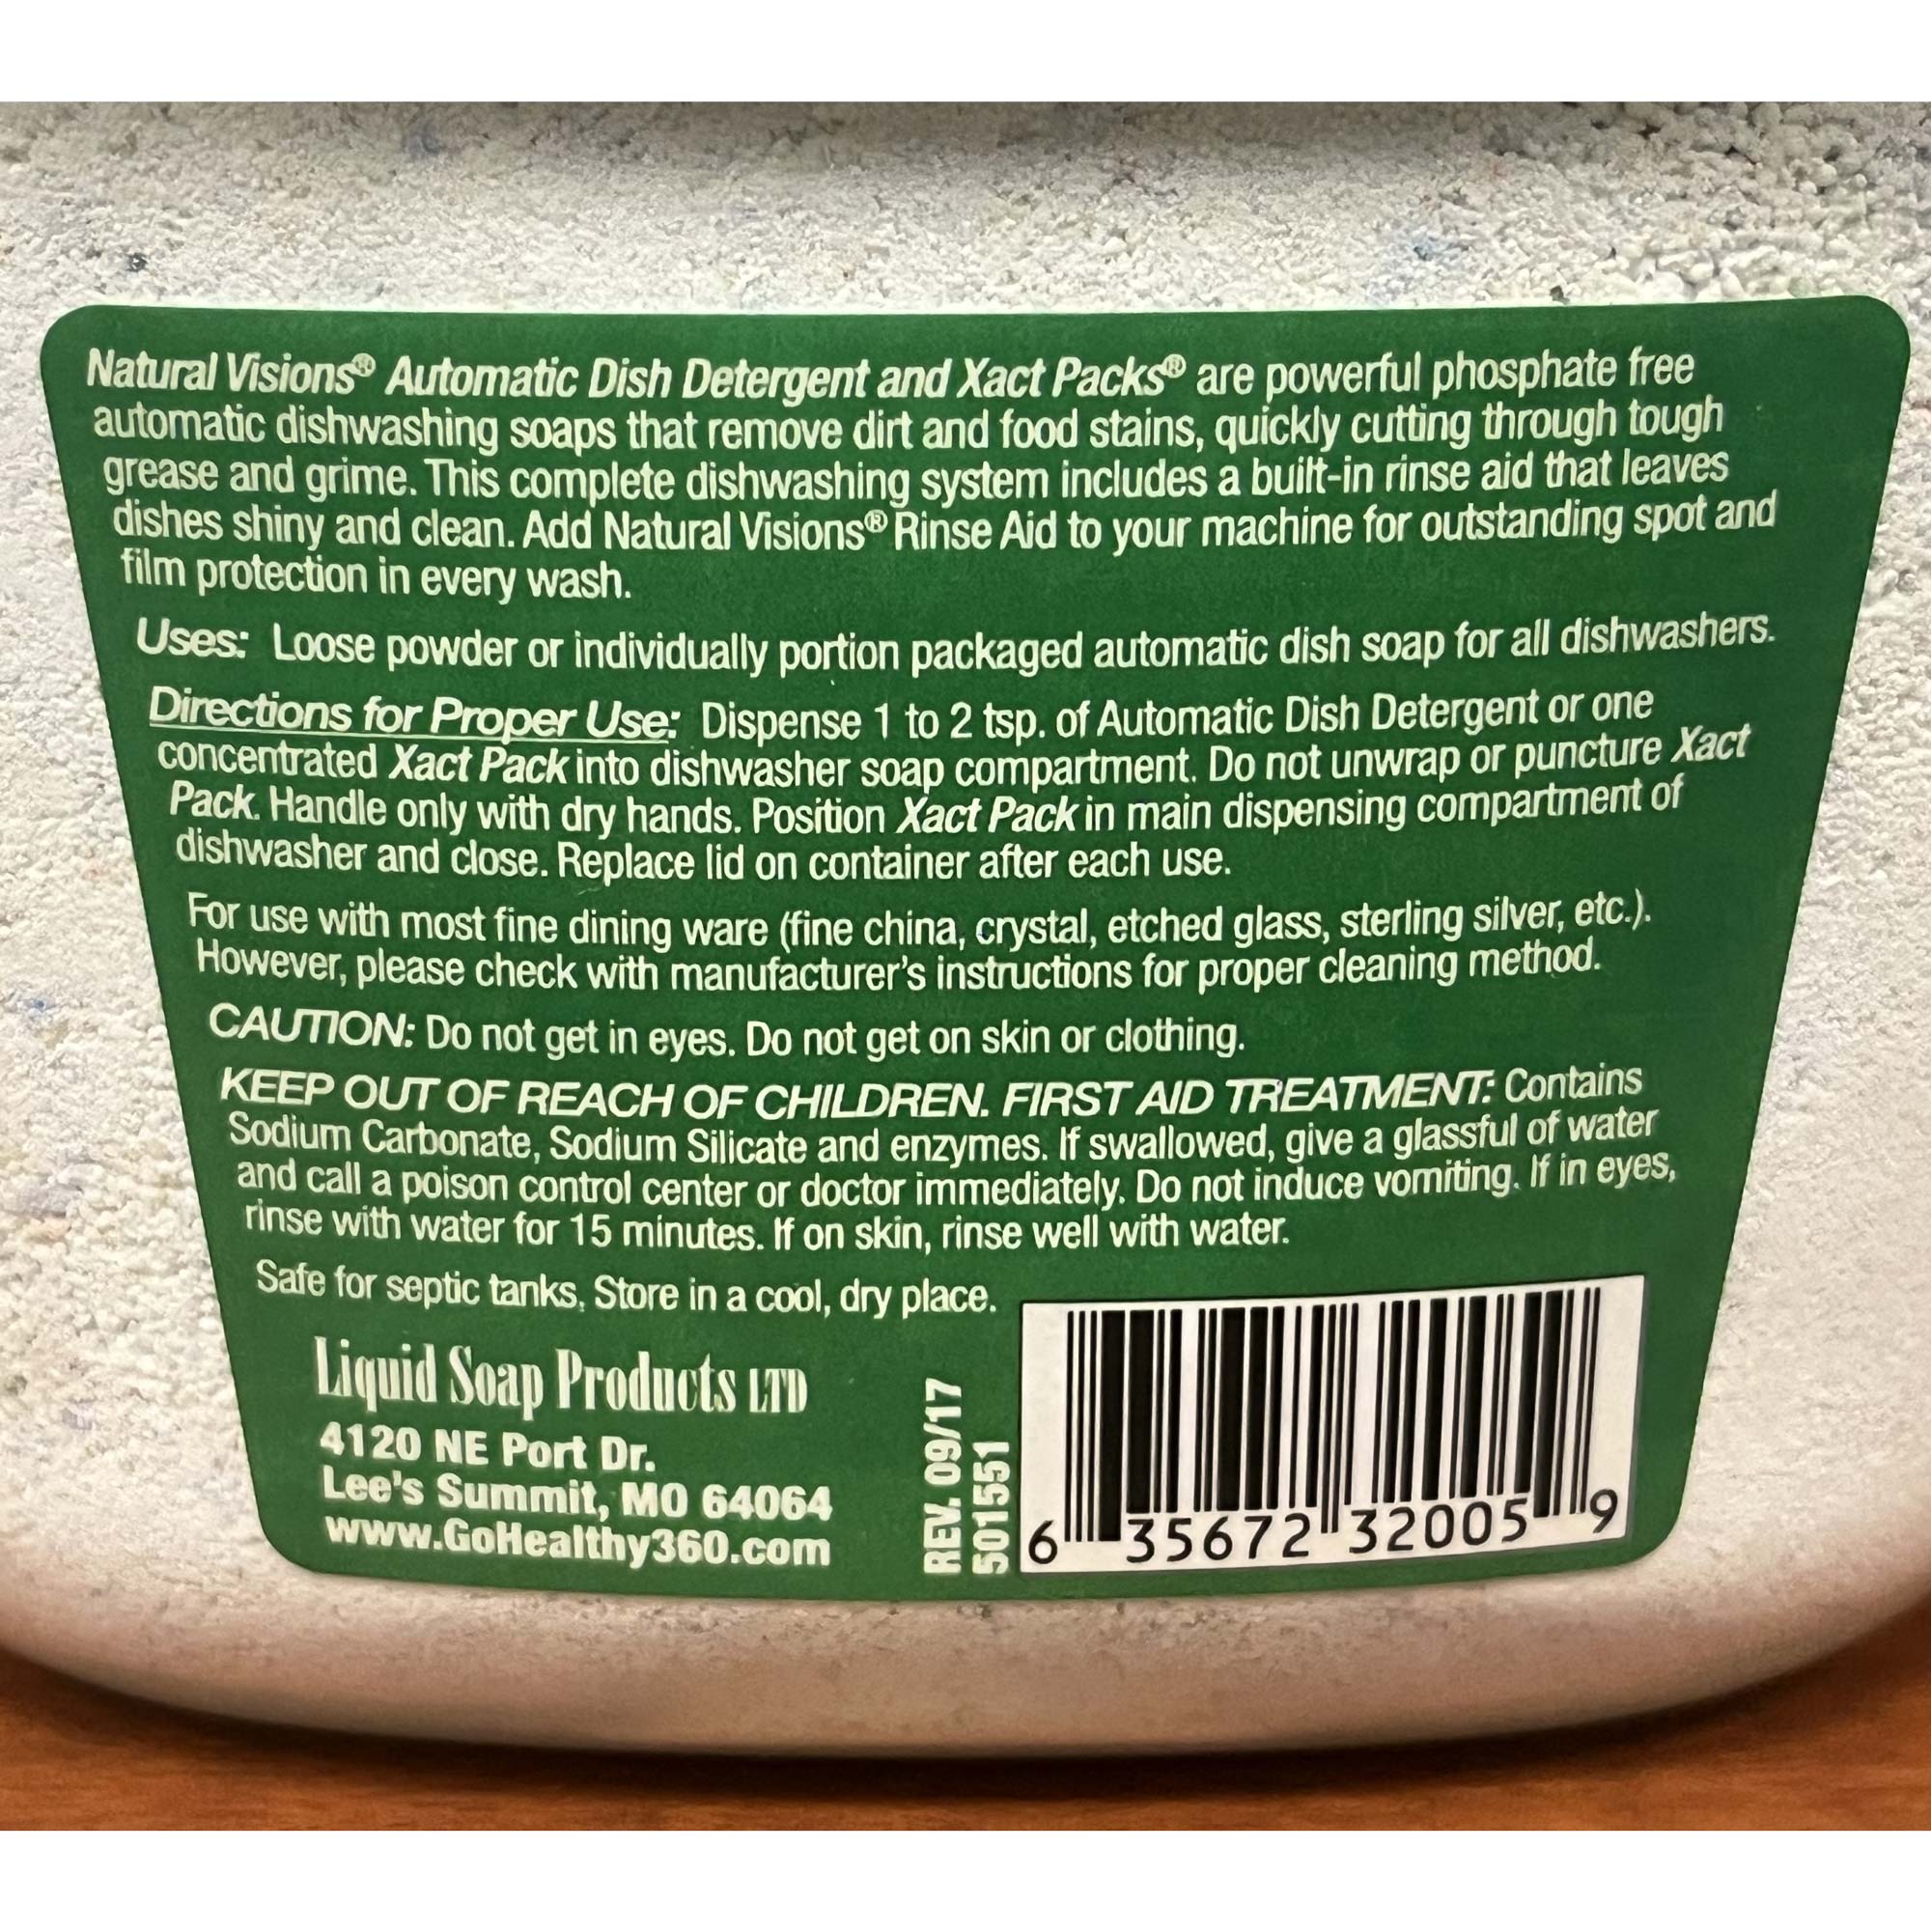 Natural Visions® Automatic Dish Detergent and Xact Packs® are powerful phosphate free
automatic dishwashing soaps that remove dirt and food stains, quickly cutting through tough
grease and grime. This complete dishwashing system includes a built-in rinse aid that leaves
dishes shiny and clean. Add Natural Visions® Rinse Aid to your machine for outstanding spot and
film protection in every wash.
Uses: Loose powder or individually portion packaged automatic dish soap for all dishwashers.
Directions for Proper Use: Dispense 1 to 2 tsp. of Automatic Dish Detergent or one
concentrated Xact Pack into dishwasher soap compartment. Do not unwrap or puncture Xact
Pack. Handle only with dry hands. Position Xact Pack in main dispensing compartment of
dishwasher and close. Replace lid on container after each use.
For use with most fine dining ware (fine china, crystal, etched glass, sterling silver, etc.).
However, please check with manufacturer's instructions for proper cleaning method.
CAUTION: Do not get in eyes. Do not get on skin or clothing.
KEEP OUT OF REACH OF CHILDREN. FIRST AID TREATMENT: Contains
Sodium Carbonate, Sodium Silicate and enzymes. If swallowed, give a glassful of water
and call a poison control center or doctor immediately. Do not induce vomiting. If in eyes,
rinse with water for 15 minutes. If on skin, rinse well with water.
Safe for septic tanks. Store in a cool, dry place.
Liquid Soap Products LTD
4120 NE Port Dr.
Lee's Summit, MO 64064
www.GoHealthy360.com
REV. 09/17
501551
6 35672 32005 9